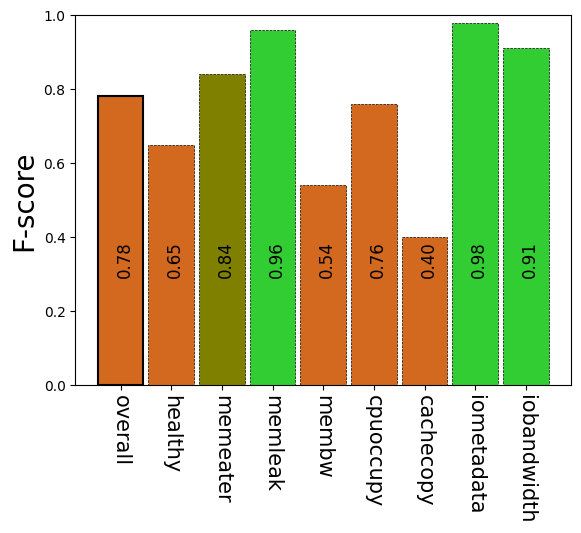 F-score
1.0
0.8
0.6
0.4
0.2
0.0
0.78
0.65
0.84
0.96
0.54
0.76
0.40
0.98
0.91
overall
healthy
memeater
memleak
membw
cpuoccupy
cachecopy
iometadata
iobandwidth